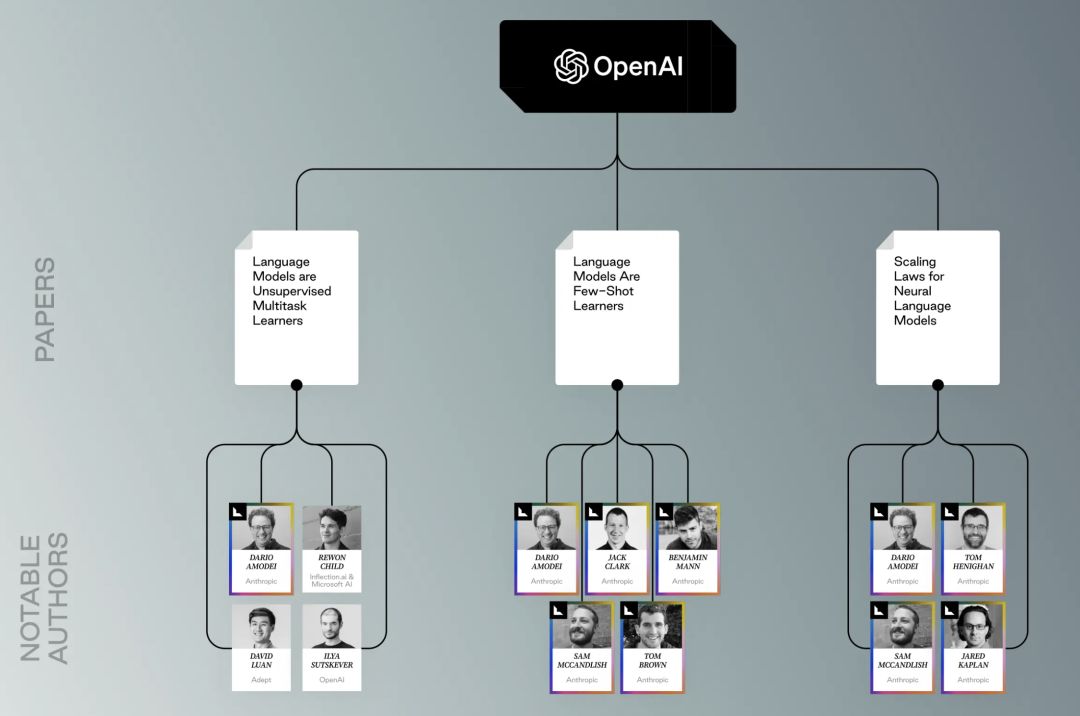 OpenAI
PAPERS
Language
Models are
Unsupervised
Multitask
Learners
Language
Models Are
Few-Shot
Learners
Scaling
Laws for
Neural
Language
Models
NOTABLE
AUTHORS
DARIO
AMODEI
Anthropic
REWON
CHILD
Inflection.ai &
Microsoft AI
DAVID
LUAN
Adept
ILYA
SUTSKEVER
OpenAI
DARIO
AMODEI
Anthropic
JACK
CLARK
Anthropic
BENJAMIN
MANN
Anthropic
SAM
MCCANDLISH
Anthropic
TOM
BROWN
Anthropic
DARIO
AMODEI
Anthropic
TOM
HENIGHAN
Anthropic
SAM
MCCANDLISH
Anthropic
JARED
KAPLAN
Anthropic